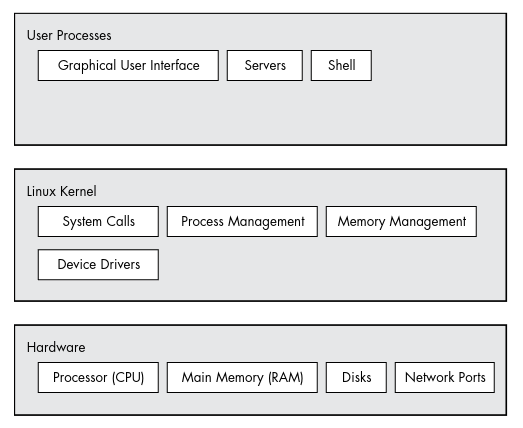 User Processes
Graphical User Interface Servers Shell
Linux Kernel
System Calls Process Management Memory Management
Device Drivers
Hardware
Processor (CPU) Main Memory (RAM) Disks Network Ports